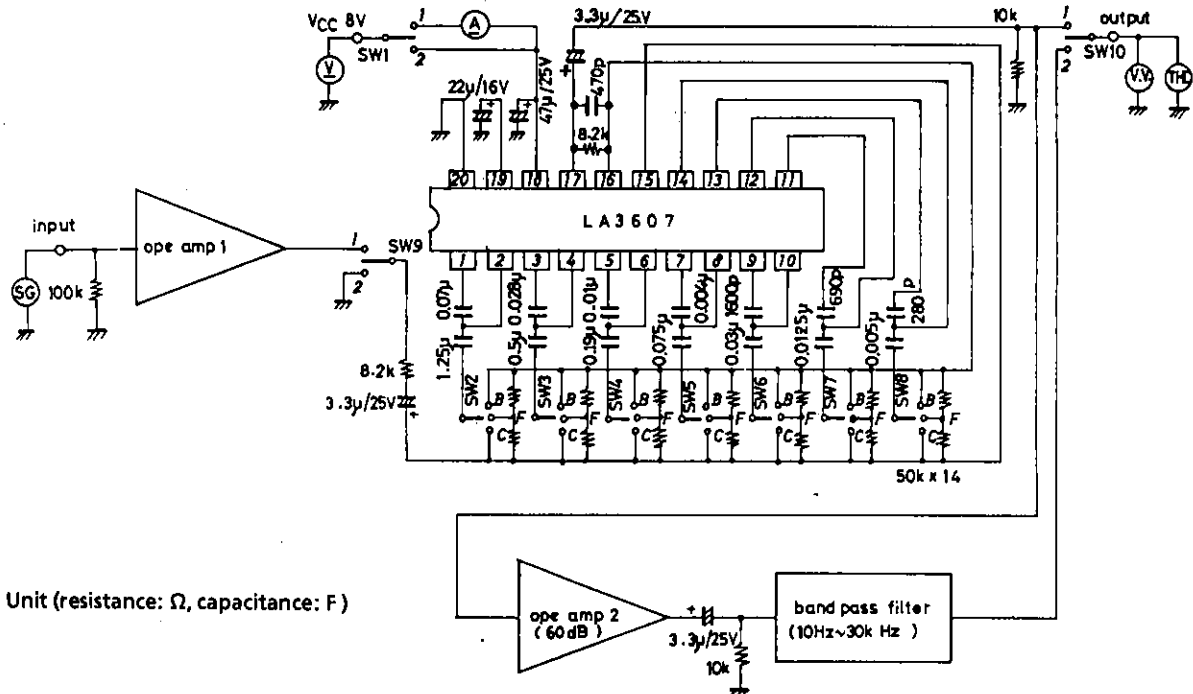 VCC 8V
SW1
1
2
A
V
22μ/16V
47μ/25V
3.3μ/25V
470p
8.2k
10k
1
2
output
SW10
V.V.
THD
20 19 18 17 16 15 14 13 12 11
LA3607
1 2 3 4 5 6 7 8 9 10
input
SG
100k
ope amp 1
1
2
SW9
8.2k
3.3μ/25V
0.07μ
0.028μ
0.01μ
0.004μ
1600p
690p
280p
1.25μ
0.5μ
0.19μ
0.075μ
0.03μ
0.0125μ
0.005μ
SW2 SW3 SW4 SW5 SW6 SW7 SW8
B B B B B B B
F F F F F F F
C C C C C C C
50k x 14
Unit (resistance: Ω, capacitance: F)
ope amp 2
(60dB)
3.3μ/25V
10k
band pass filter
(10Hz~30k Hz)